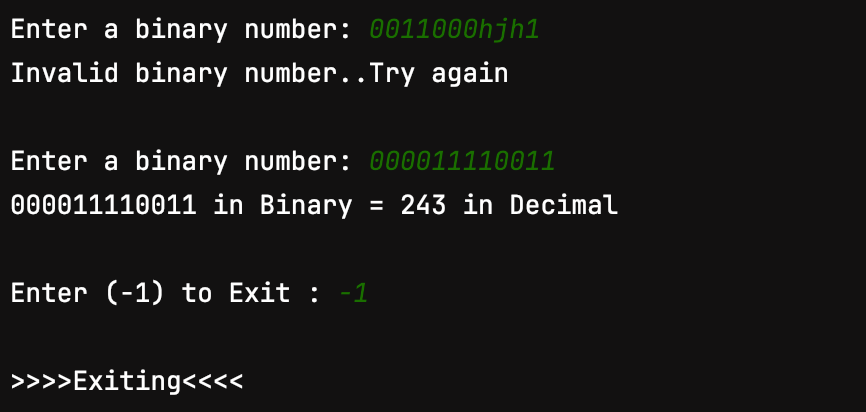 Enter a binary number: 0011000hjh1
Invalid binary number..Try again
Enter a binary number: 000011110011
000011110011 in Binary = 243 in Decimal
Enter (-1) to Exit : -1
>>>>Exiting<<<<